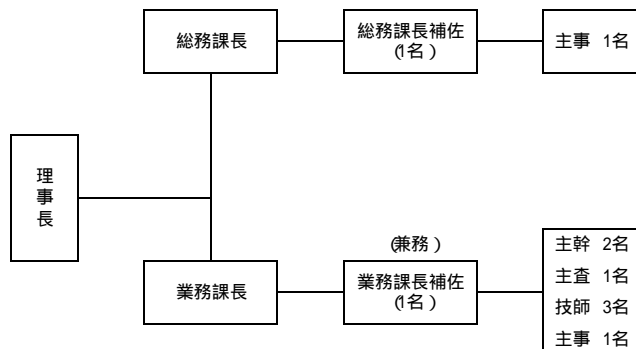 総務課長
総務課長補佐
(1名)
主事 1名
理事長
(兼務)
業務課長
業務課長補佐
(1名)
主幹 2名
主査 1名
技師 3名
主事 1名